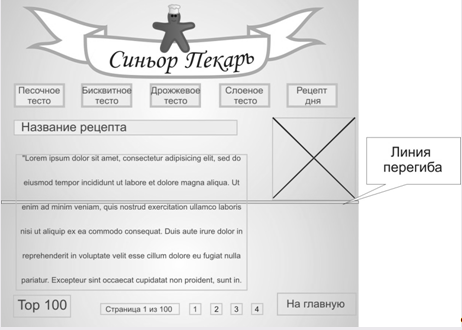 Синьор Пекарь
Песочное
тесто
Бисквитное
тесто
Дрожжевое
тесто
Слоеное
тесто
Рецепт
дня
Название рецепта
"Lorem ipsum dolor sit amet, consectetur adipisicing elit, sed do
eiusmod tempor incididunt ut labore et dolore magna aliqua. Ut
enim ad minim veniam, quis nostrud exercitation ullamco laboris
nisi ut aliquip ex ea commodo consequat. Duis aute irure dolor in
reprehenderit in voluptate velit esse cillum dolore eu fugiat nulla
pariatur. Excepteur sint occaecat cupidatat non proident, sunt in.
Линия
перегиба
Top 100
Страница 1 из 100
1 2 3 4
На главную